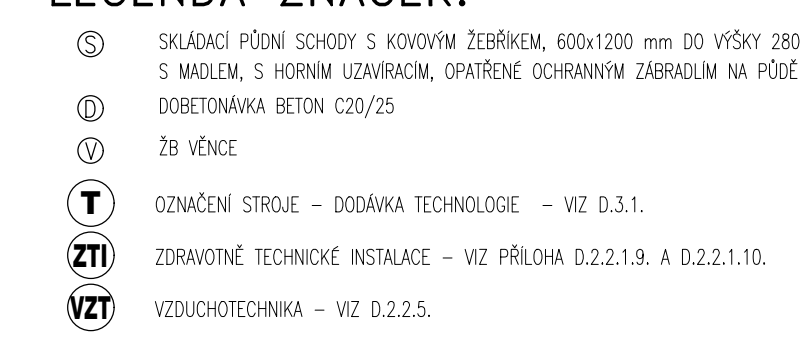 LEGENDA ZNAČEK:
S SKLÁDACÍ PŮDNÍ SCHODY S KOVOVÝM ŽEBŘÍKEM, 600x1200 mm DO VÝŠKY 280
S MADLEM, S HORNÍM UZAVÍRACÍM, OPATŘENÉ OCHRANNÝM ZÁBRADLÍM NA PŮDĚ
D DOBETONÁVKA BETON C20/25
V ŽB VĚNCE
T OZNAČENÍ STROJE – DODÁVKA TECHNOLOGIE – VIZ D.3.1.
ZTI ZDRAVOTNĚ TECHNICKÉ INSTALACE – VIZ PŘÍLOHA D.2.2.1.9. A D.2.2.1.10.
VZT VZDUCHOTECHNIKA – VIZ D.2.2.5.